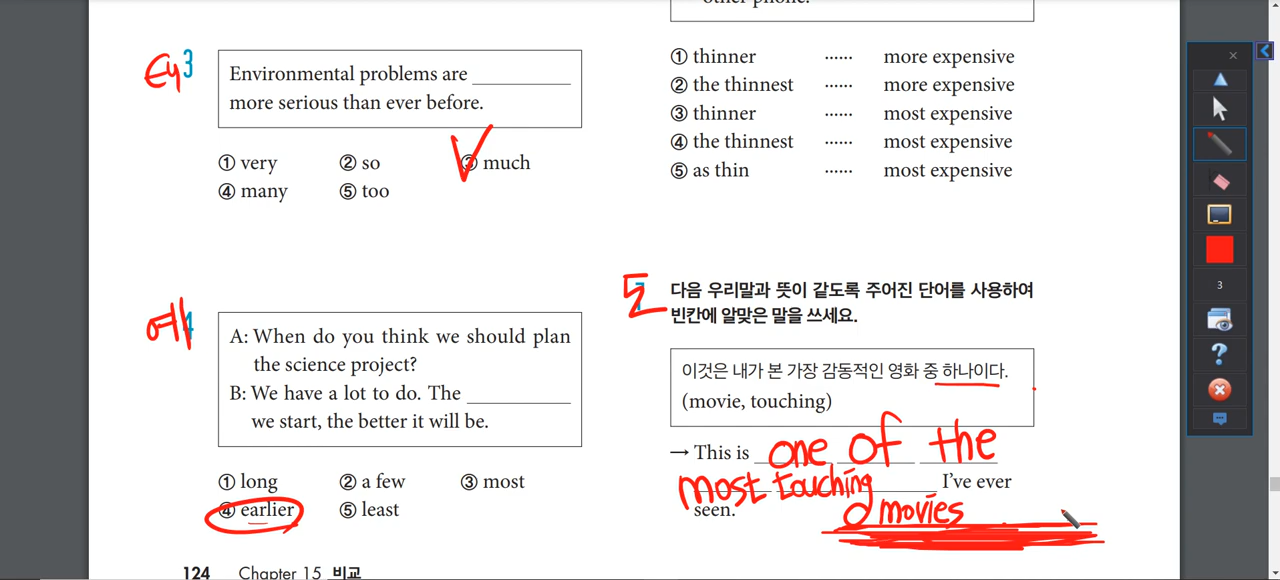 3
Environmental problems are
more serious than ever before.
① very ② so ③ much
④ many ⑤ too
A: When do you think we should plan
the science project?
B: We have a lot to do. The
we start, the better it will be.
① long ② a few ③ most
④ earlier ⑤ least
124 Chapter 15 비교
① thinner ······ more expensive
② the thinnest ······ more expensive
③ thinner ······ most expensive
④ the thinnest ······ most expensive
⑤ as thin ······ most expensive
다음 우리말과 뜻이 같도록 주어진 단어를 사용하여
빈칸에 알맞은 말을 쓰세요.
이것은 내가 본 가장 감동적인 영화 중 하나이다.
(movie, touching)
→ This is one of the
most touching I've ever
seen. movies
3